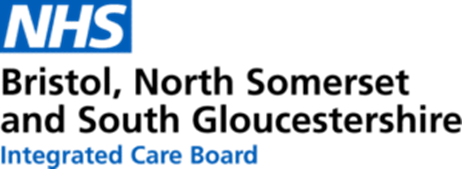 NHS
Bristol, North Somerset
and South Gloucestershire
Integrated Care Board